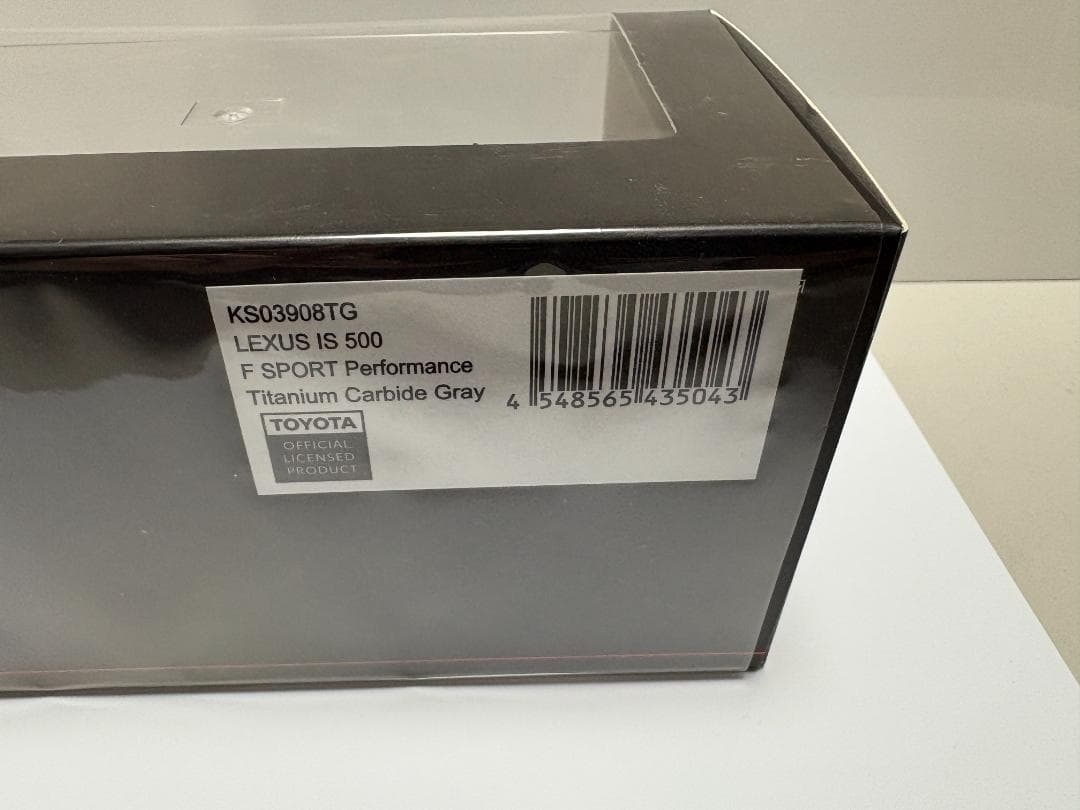 KS03908TG
LEXUS IS 500
F SPORT Performance
Titanium Carbide Gray
TOYOTA
OFFICIAL
LICENSED
PRODUCT
4 548565 435043